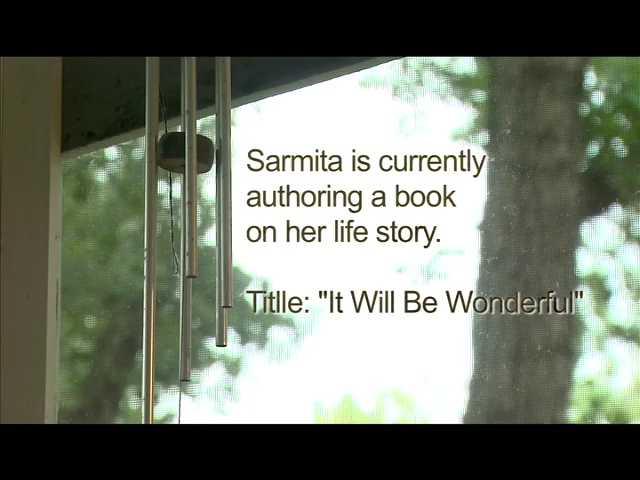 Sarmita is currently
authoring a book
on her life story.
Titlle: "It Will Be Wonderful"